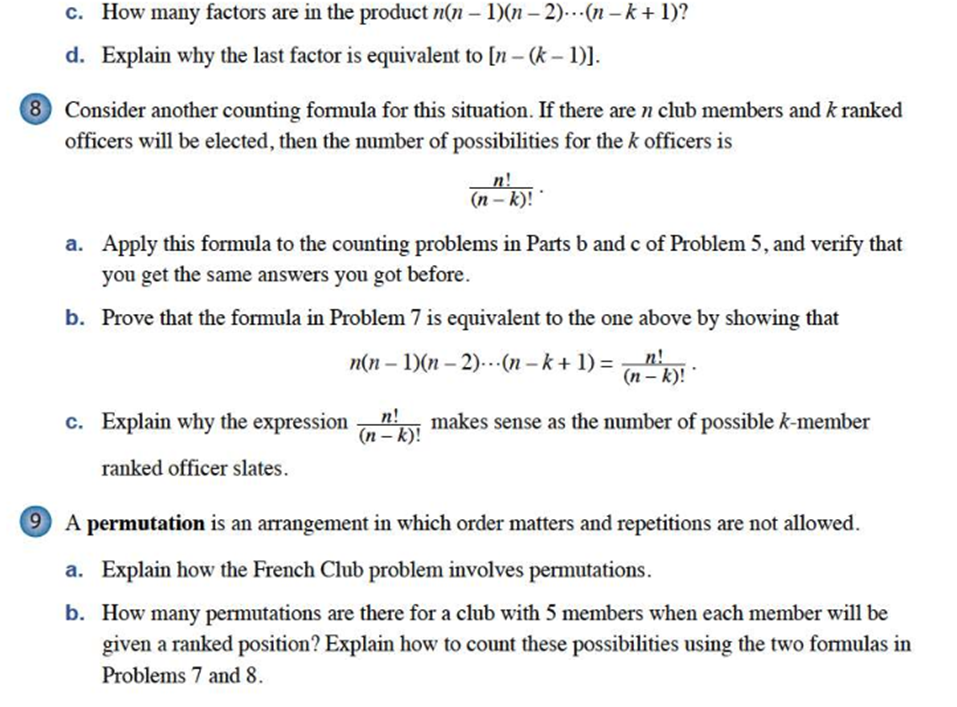 c. How many factors are in the product n(n – 1)(n – 2)···(n – k + 1)?
d. Explain why the last factor is equivalent to [n – (k – 1)].
8 Consider another counting formula for this situation. If there are n club members and k ranked
officers will be elected, then the number of possibilities for the k officers is
n!/(n – k)! .
a. Apply this formula to the counting problems in Parts b and c of Problem 5, and verify that
you get the same answers you got before.
b. Prove that the formula in Problem 7 is equivalent to the one above by showing that
n(n – 1)(n – 2)···(n – k + 1) = n!/(n – k)! .
c. Explain why the expression n!/(n – k)! makes sense as the number of possible k-member
ranked officer slates.
9 A permutation is an arrangement in which order matters and repetitions are not allowed.
a. Explain how the French Club problem involves permutations.
b. How many permutations are there for a club with 5 members when each member will be
given a ranked position? Explain how to count these possibilities using the two formulas in
Problems 7 and 8.